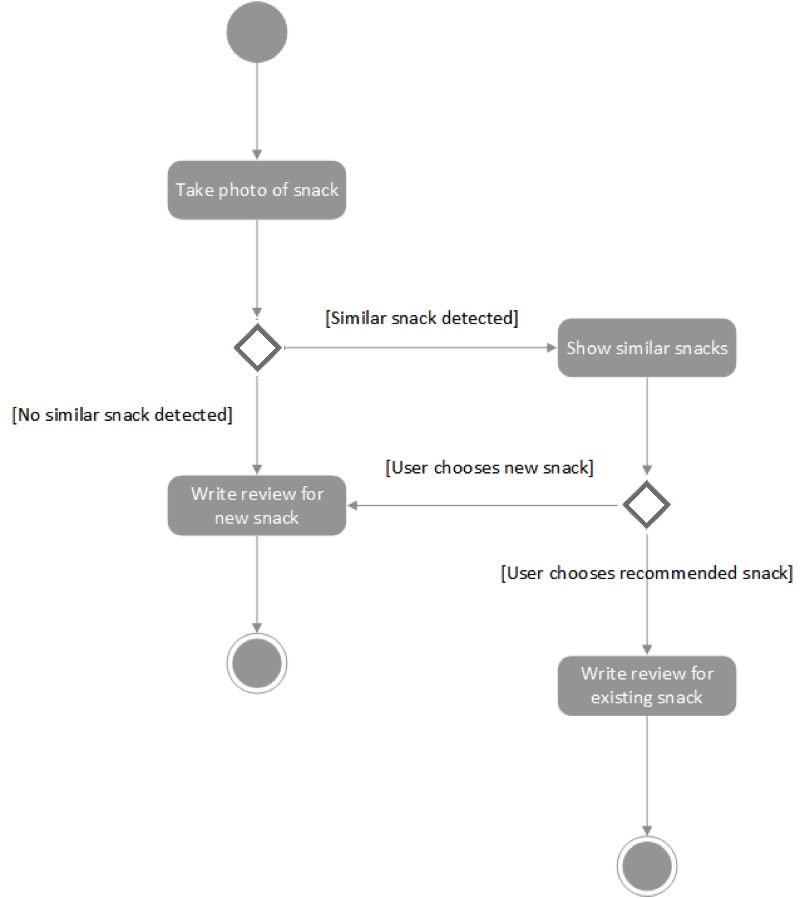 Take photo of snack
[Similar snack detected]
Show similar snacks
[No similar snack detected]
[User chooses new snack]
Write review for
new snack
[User chooses recommended snack]
Write review for
existing snack